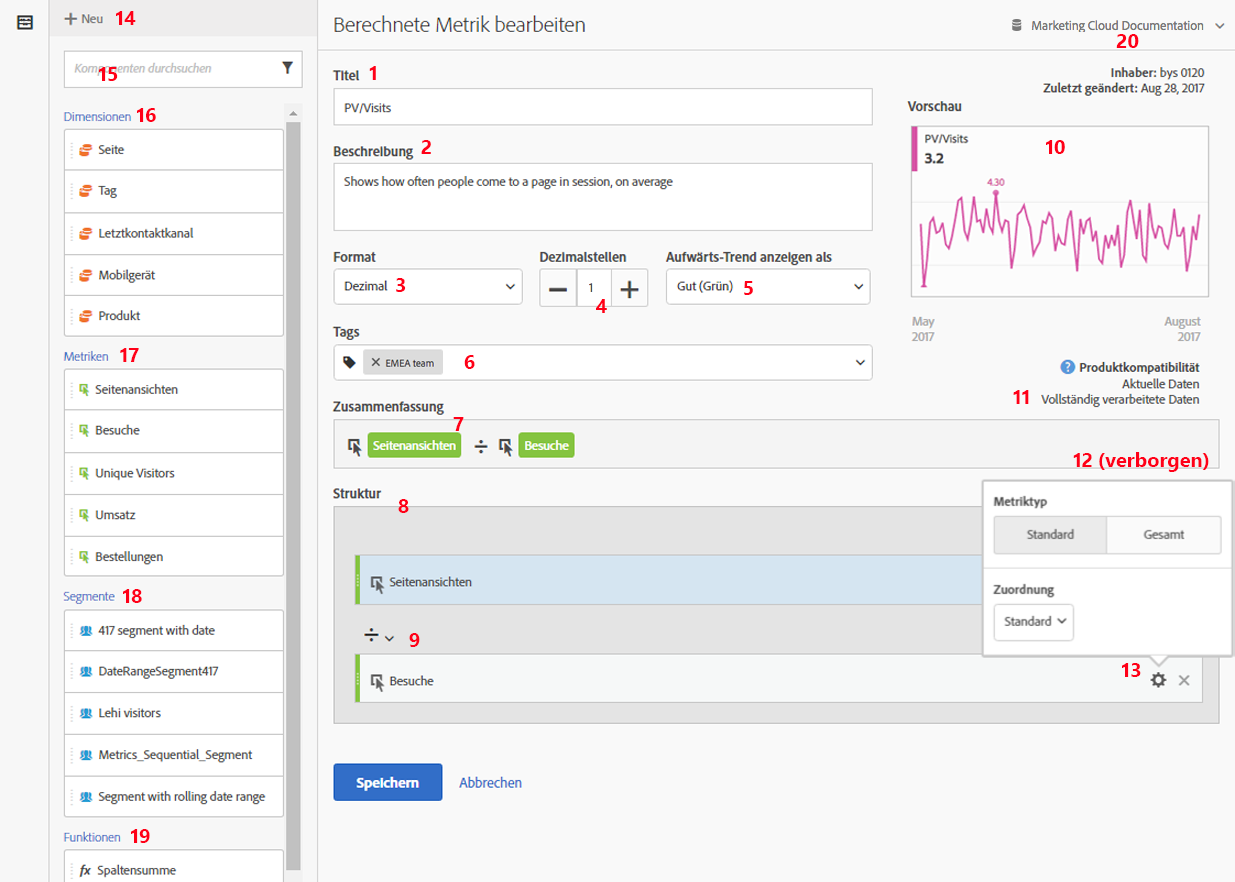 Neu 14
Komponenten durchsuchen
15
Dimensionen 16
Seite
Tag
Letztkontaktkanal
Mobilgerät
Produkt
Metriken 17
Seitenansichten
Besuche
Unique Visitors
Umsatz
Bestellungen
Segmente 18
417 segment with date
DateRangeSegment417
Lehi visitors
Metrics_Sequential_Segment
Segment with rolling date range
Funktionen 19
fx Spaltensumme
Berechnete Metrik bearbeiten
Marketing Cloud Documentation
20
Titel 1
PV/Visits
Beschreibung 2
Shows how often people come to a page in session, on average
Format
Dezimal 3
Dezimalstellen
1
4
Aufwärts-Trend anzeigen als
Gut (Grün) 5
Tags
EMEA team 6
Inhaber: bys 0120
Zuletzt geändert: Aug 28, 2017
Vorschau
PV/Visits
3.2
10
4.30
May
2017
August
2017
? Produktkompatibilität
Aktuelle Daten
11 Vollständig verarbeitete Daten
Zusammenfassung
7
Seitenansichten ÷ Besuche
12 (verborgen)
Struktur
8
Seitenansichten
÷ 9
Besuche
13
Metriktyp
Standard Gesamt
Zuordnung
Standard
Speichern Abbrechen